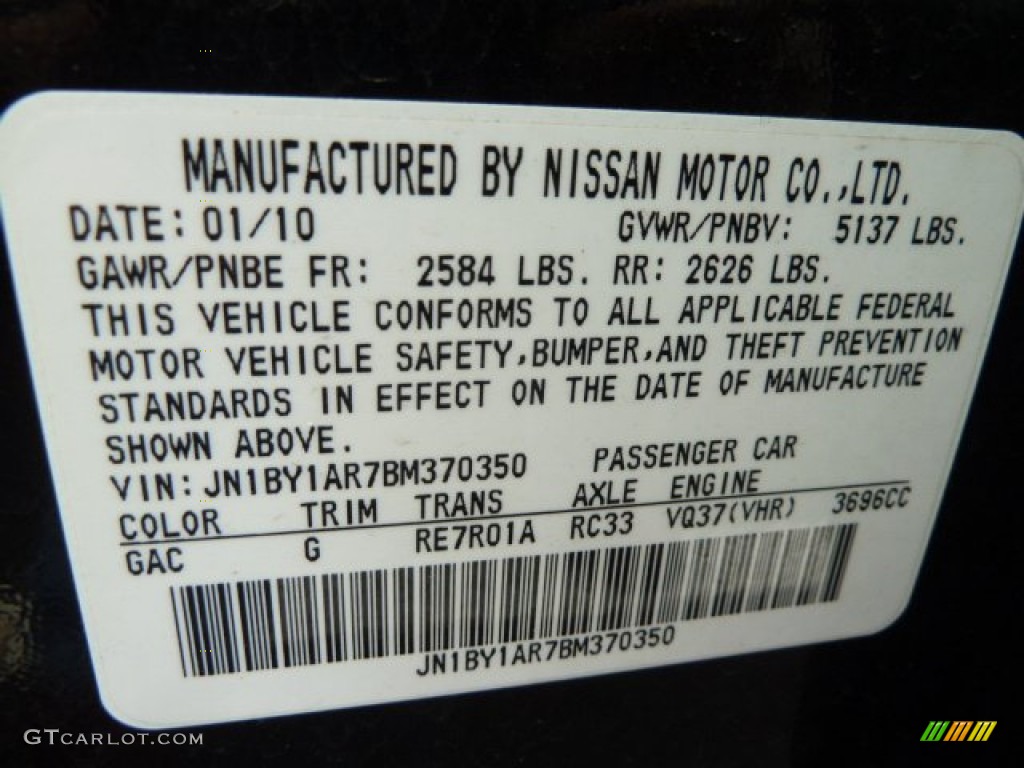 MANUFACTURED BY NISSAN MOTOR CO.,LTD.
DATE: 01/10 GVWR/PNBV: 5137 LBS.
GAWR/PNBE FR: 2584 LBS. RR: 2626 LBS.
THIS VEHICLE CONFORMS TO ALL APPLICABLE FEDERAL
MOTOR VEHICLE SAFETY,BUMPER,AND THEFT PREVENTION
STANDARDS IN EFFECT ON THE DATE OF MANUFACTURE
SHOWN ABOVE.
VIN: JN1BY1AR7BM370350 PASSENGER CAR
COLOR TRIM TRANS AXLE ENGINE
GAC G RE7R01A RC33 VQ37(VHR) 3696CC
JN1BY1AR7BM370350
GTCARLOT.COM